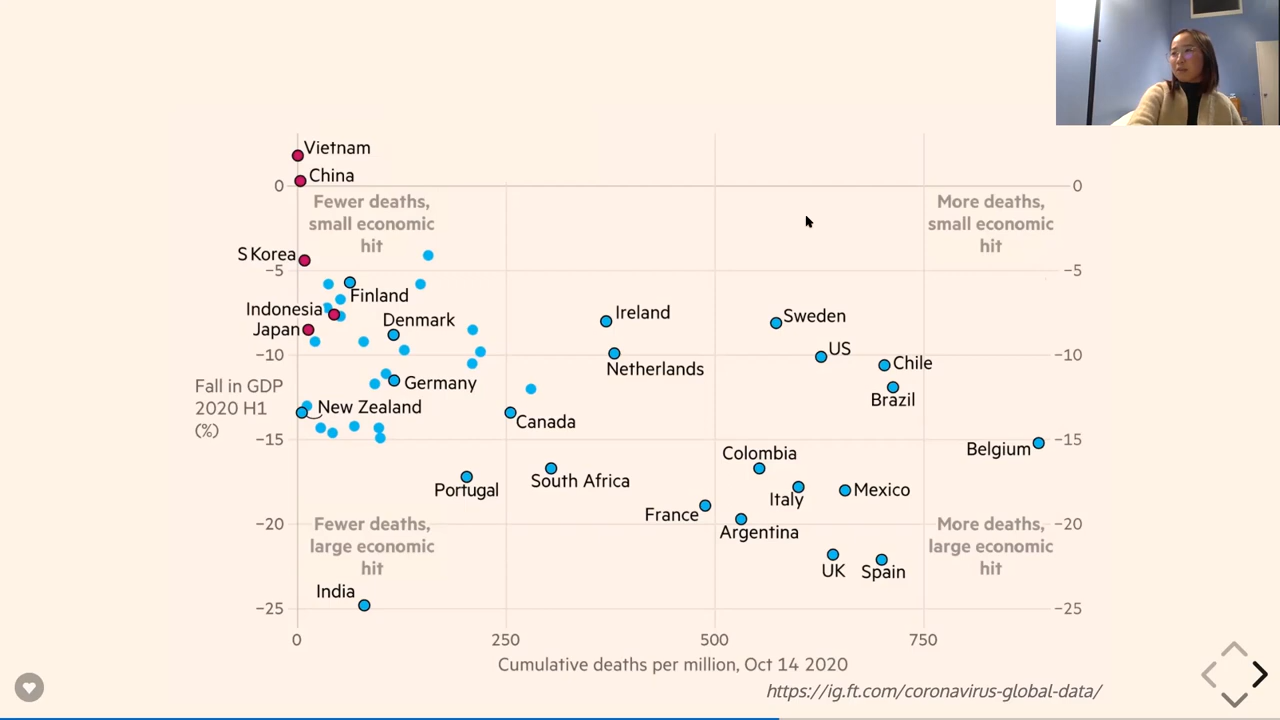 Vietnam
China
0
0
Fewer deaths,
small economic
hit
More deaths,
small economic
hit
S Korea
−5
−5
Finland
Indonesia
Denmark
Ireland
Sweden
Japan
US
−10
−10
Netherlands
Chile
Germany
Brazil
Fall in GDP
2020 H1
(%)
New Zealand
Canada
−15
−15
Belgium
Colombia
South Africa
Portugal
Italy
Mexico
France
−20
−20
Argentina
Fewer deaths,
large economic
hit
More deaths,
large economic
hit
UK
Spain
India
−25
−25
0
250
500
750
Cumulative deaths per million, Oct 14 2020
https://ig.ft.com/coronavirus-global-data/